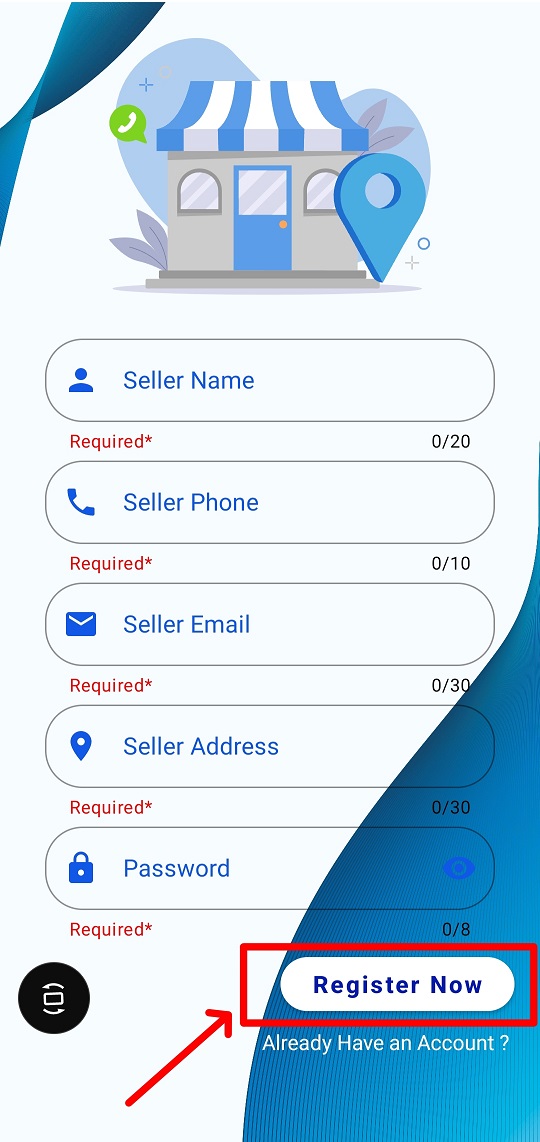 Seller Name
Required* 0/20
Seller Phone
Required* 0/10
Seller Email
Required* 0/30
Seller Address
Required* 0/30
Password
Required* 0/8
Register Now
Already Have an Account ?